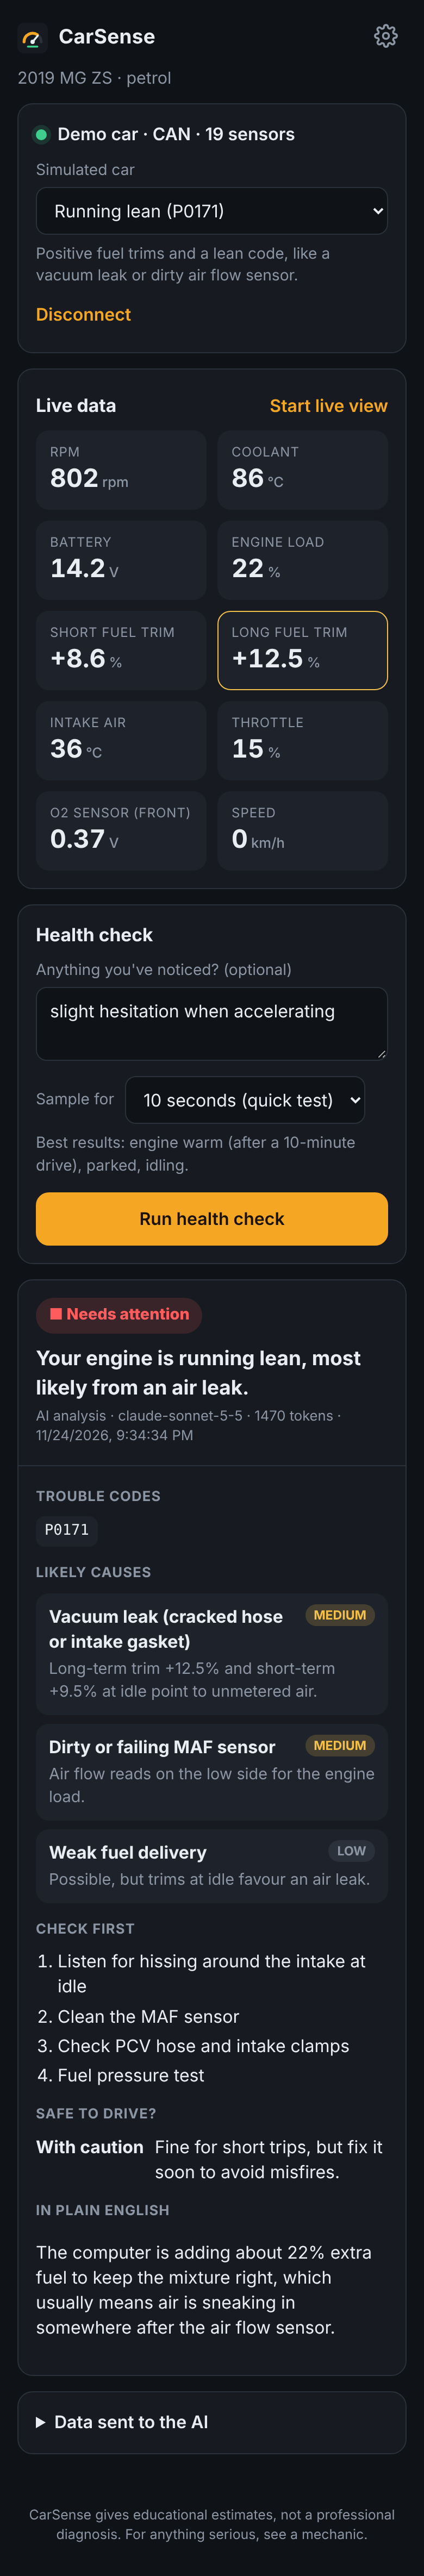 CarSense
2019 MG ZS · petrol
Demo car · CAN · 19 sensors
Simulated car
Running lean (P0171)
Positive fuel trims and a lean code, like a
vacuum leak or dirty air flow sensor.
Disconnect
Live data
Start live view
RPM
802 rpm
COOLANT
86 °C
BATTERY
14.2 V
ENGINE LOAD
22 %
SHORT FUEL TRIM
+8.6 %
LONG FUEL TRIM
+12.5 %
INTAKE AIR
36 °C
THROTTLE
15 %
O2 SENSOR (FRONT)
0.37 V
SPEED
0 km/h
Health check
Anything you've noticed? (optional)
slight hesitation when accelerating
Sample for
10 seconds (quick test)
Best results: engine warm (after a 10-minute
drive), parked, idling.
Run health check
Needs attention
Your engine is running lean, most
likely from an air leak.
AI analysis · claude-sonnet-5-5 · 1470 tokens ·
11/24/2026, 9:34:34 PM
TROUBLE CODES
P0171
LIKELY CAUSES
Vacuum leak (cracked hose
or intake gasket)
MEDIUM
Long-term trim +12.5% and short-term
+9.5% at idle point to unmetered air.
Dirty or failing MAF sensor
MEDIUM
Air flow reads on the low side for the engine
load.
Weak fuel delivery
LOW
Possible, but trims at idle favour an air leak.
CHECK FIRST
1. Listen for hissing around the intake at
idle
2. Clean the MAF sensor
3. Check PCV hose and intake clamps
4. Fuel pressure test
SAFE TO DRIVE?
With caution
Fine for short trips, but fix it
soon to avoid misfires.
IN PLAIN ENGLISH
The computer is adding about 22% extra
fuel to keep the mixture right, which
usually means air is sneaking in
somewhere after the air flow sensor.
Data sent to the AI
CarSense gives educational estimates, not a professional
diagnosis. For anything serious, see a mechanic.